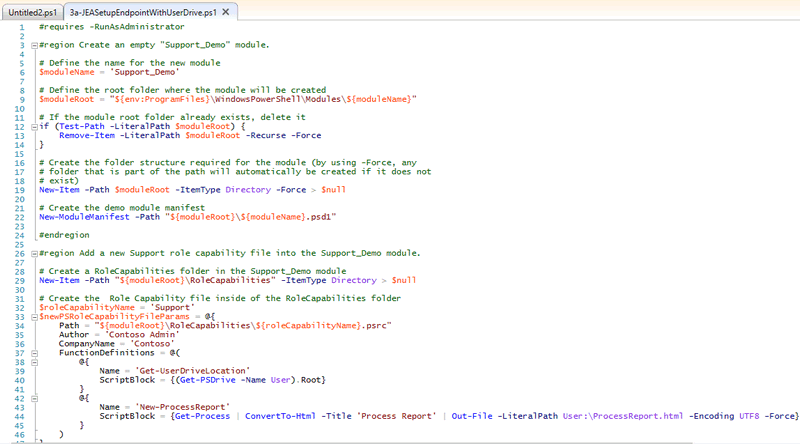 Untitled2.ps1 3a-JEASetupEndpointWithUserDrive.ps1 X
1 #requires -RunAsAdministrator
2
3 #region Create an empty "Support_Demo" module.
4
5 # Define the name for the new module
6 $moduleName = 'Support_Demo'
7
8 # Define the root folder where the module will be created
9 $moduleRoot = "${env:ProgramFiles}\WindowsPowerShell\Modules\${moduleName}"
10
11 # If the module root folder already exists, delete it
12 if (Test-Path -LiteralPath $moduleRoot) {
13     Remove-Item -LiteralPath $moduleRoot -Recurse -Force
14 }
15
16 # Create the folder structure required for the module (by using -Force, any
17 # folder that is part of the path will automatically be created if it does not
18 # exist)
19 New-Item -Path $moduleRoot -ItemType Directory -Force > $null
20
21 # Create the demo module manifest
22 New-ModuleManifest -Path "${moduleRoot}\${moduleName}.psd1"
23
24 #endregion
25
26 #region Add a new Support role capability file into the Support_Demo module.
27
28 # Create a RoleCapabilities folder in the Support_Demo module
29 New-Item -Path "${moduleRoot}\RoleCapabilities" -ItemType Directory > $null
30
31 # Create the  Role Capability file inside of the RoleCapabilities folder
32 $roleCapabilityName = 'Support'
33 $newPSRoleCapabilityFileParams = @{
34     Path = "${moduleRoot}\RoleCapabilities\${roleCapabilityName}.psrc"
35     Author = 'Contoso Admin'
36     CompanyName = 'Contoso'
37     FunctionDefinitions = @(
38         @{
39             Name = 'Get-UserDriveLocation'
40             ScriptBlock = {(Get-PSDrive -Name User).Root}
41         }
42         @{
43             Name = 'New-ProcessReport'
44             ScriptBlock = {Get-Process | ConvertTo-Html -Title 'Process Report' | Out-File -LiteralPath User:\ProcessReport.html -Encoding UTF8 -Force}
45         }
46     )